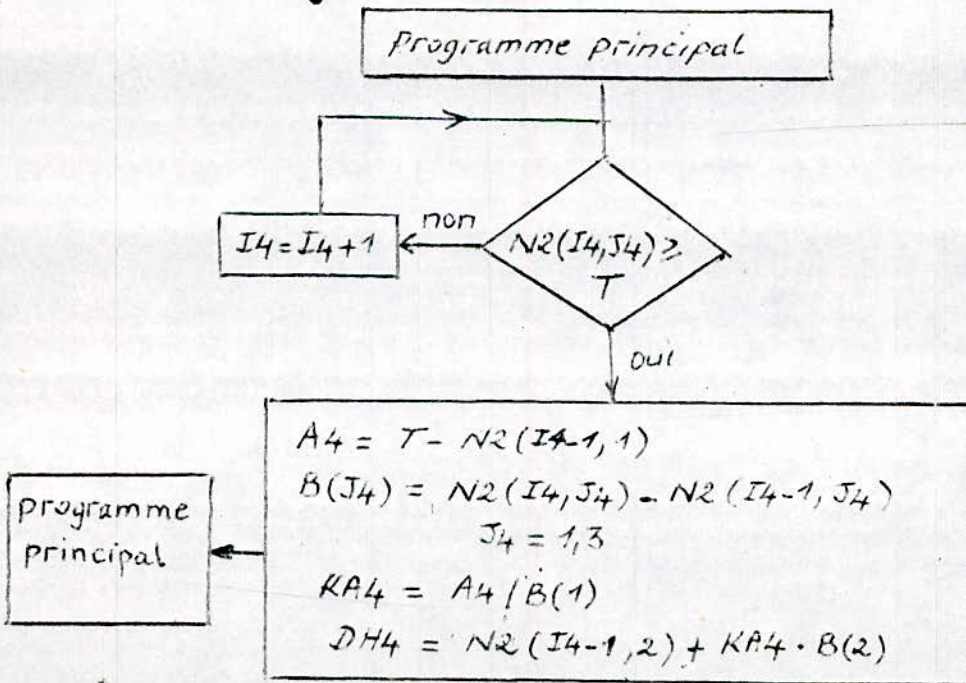 programme principal
non
I4=I4+1
N2(I4,J4)≥
T
oui
A4 = T - N2(I4-1,1)
B(J4) = N2(I4,J4) - N2(I4-1,J4)
J4 = 1,3
KA4 = A4/B(1)
DH4 = N2(I4-1,2) + KA4 · B(2)
programme
principal